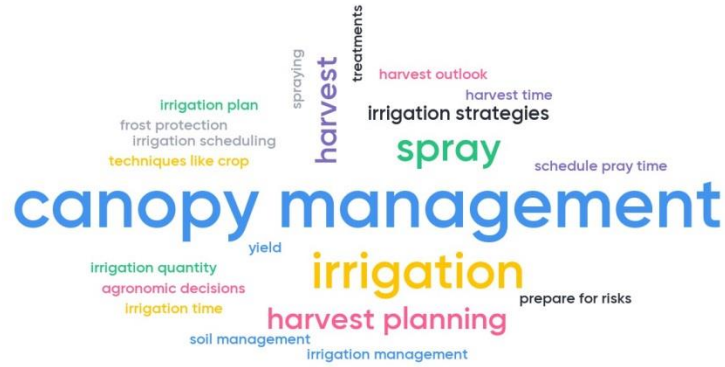 treatments
spraying
harvest
harvest outlook
harvest time
irrigation plan
irrigation strategies
frost protection
irrigation scheduling
spray
techniques like crop
schedule pray time
canopy management
yield
irrigation
irrigation quantity
agronomic decisions
prepare for risks
irrigation time
harvest planning
soil management
irrigation management